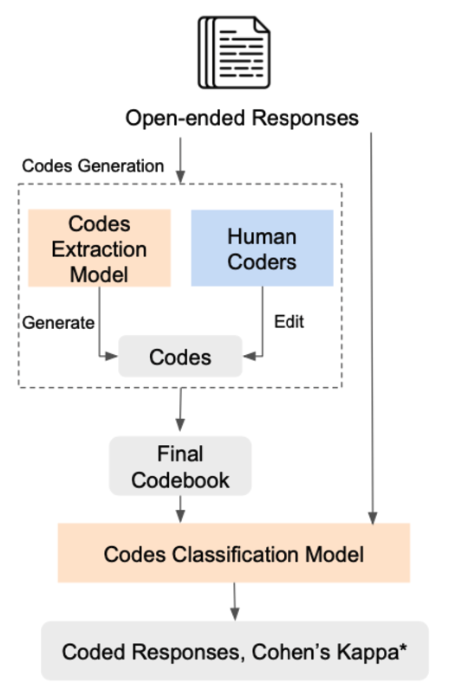 Open-ended Responses
Codes Generation
Codes
Extraction
Model
Human
Coders
Generate
Edit
Codes
Final
Codebook
Codes Classification Model
Coded Responses, Cohen's Kappa*